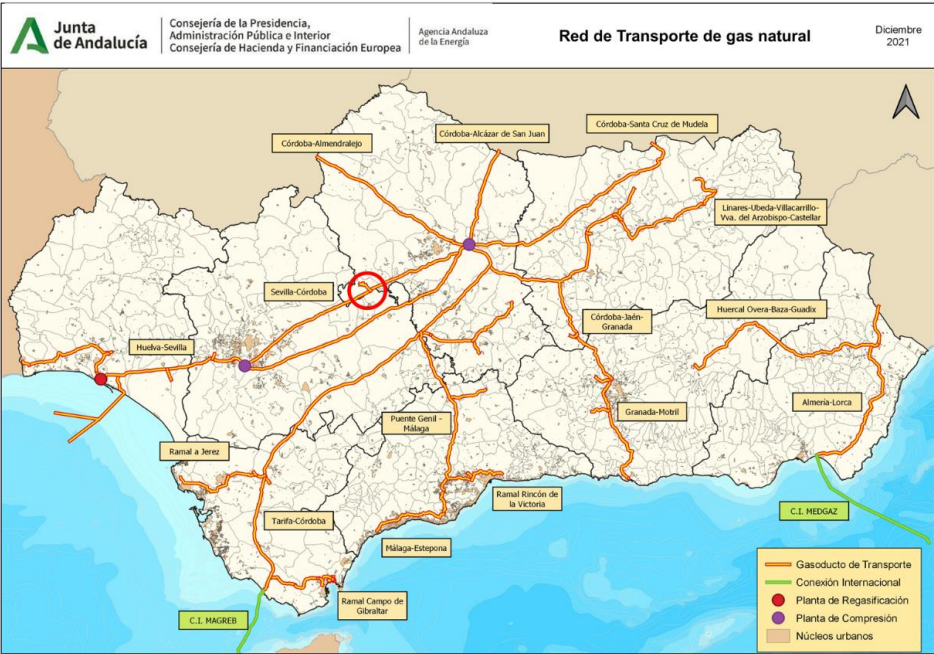 Junta
de Andalucía
Consejería de la Presidencia,
Administración Pública e Interior
Consejería de Hacienda y Financiación Europea
Agencia Andaluza
de la Energía
Red de Transporte de gas natural
Diciembre
2021
Córdoba-Almendralejo
Córdoba-Alcázar de San Juan
Córdoba-Santa Cruz de Mudela
Linares-Ubeda-Villacarrillo-
Vva. del Arzobispo-Castellar
Sevilla-Córdoba
Huelva-Sevilla
Córdoba-Jaén-
Granada
Huercal Overa-Baza-Guadix
Puente Genil -
Málaga
Granada-Motril
Almería-Lorca
Ramal a Jerez
Ramal Rincón de
la Victoria
Tarifa-Córdoba
Málaga-Estepona
C.I. MEDGAZ
Ramal Campo de
Gibraltar
C.I. MAGREB
Gasoducto de Transporte
Conexión Internacional
Planta de Regasificación
Planta de Compresión
Núcleos urbanos